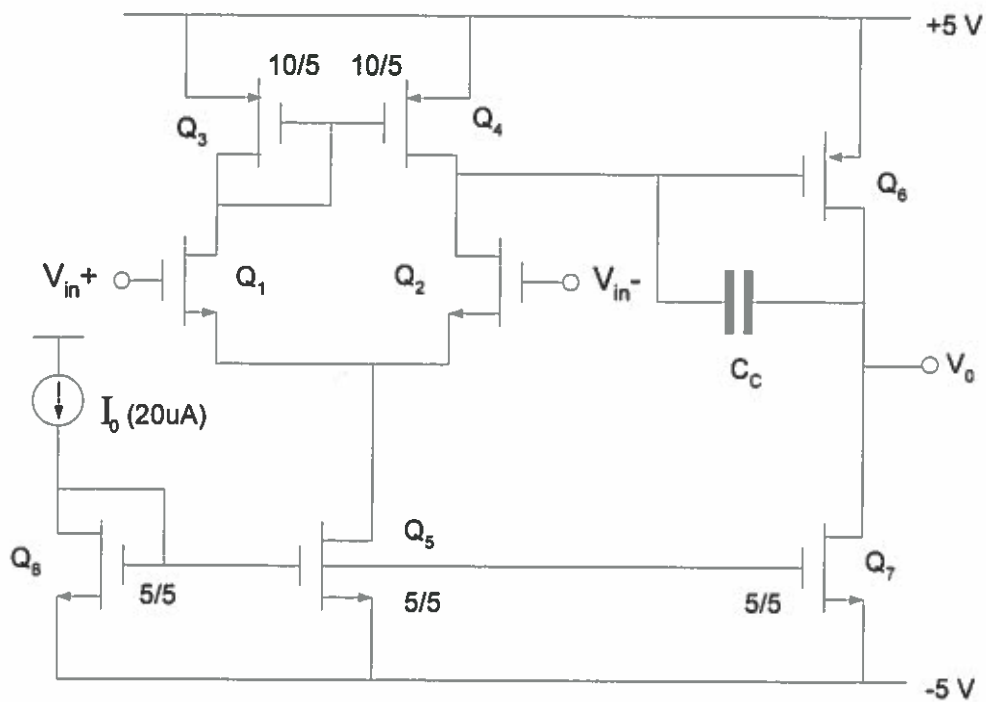 +5 V
10/5 10/5
Q3 Q4
Q6
Vin+ Q1 Q2 Vin-
CC
V0
I0 (20uA)
Q8 Q5 Q7
5/5 5/5 5/5
-5 V